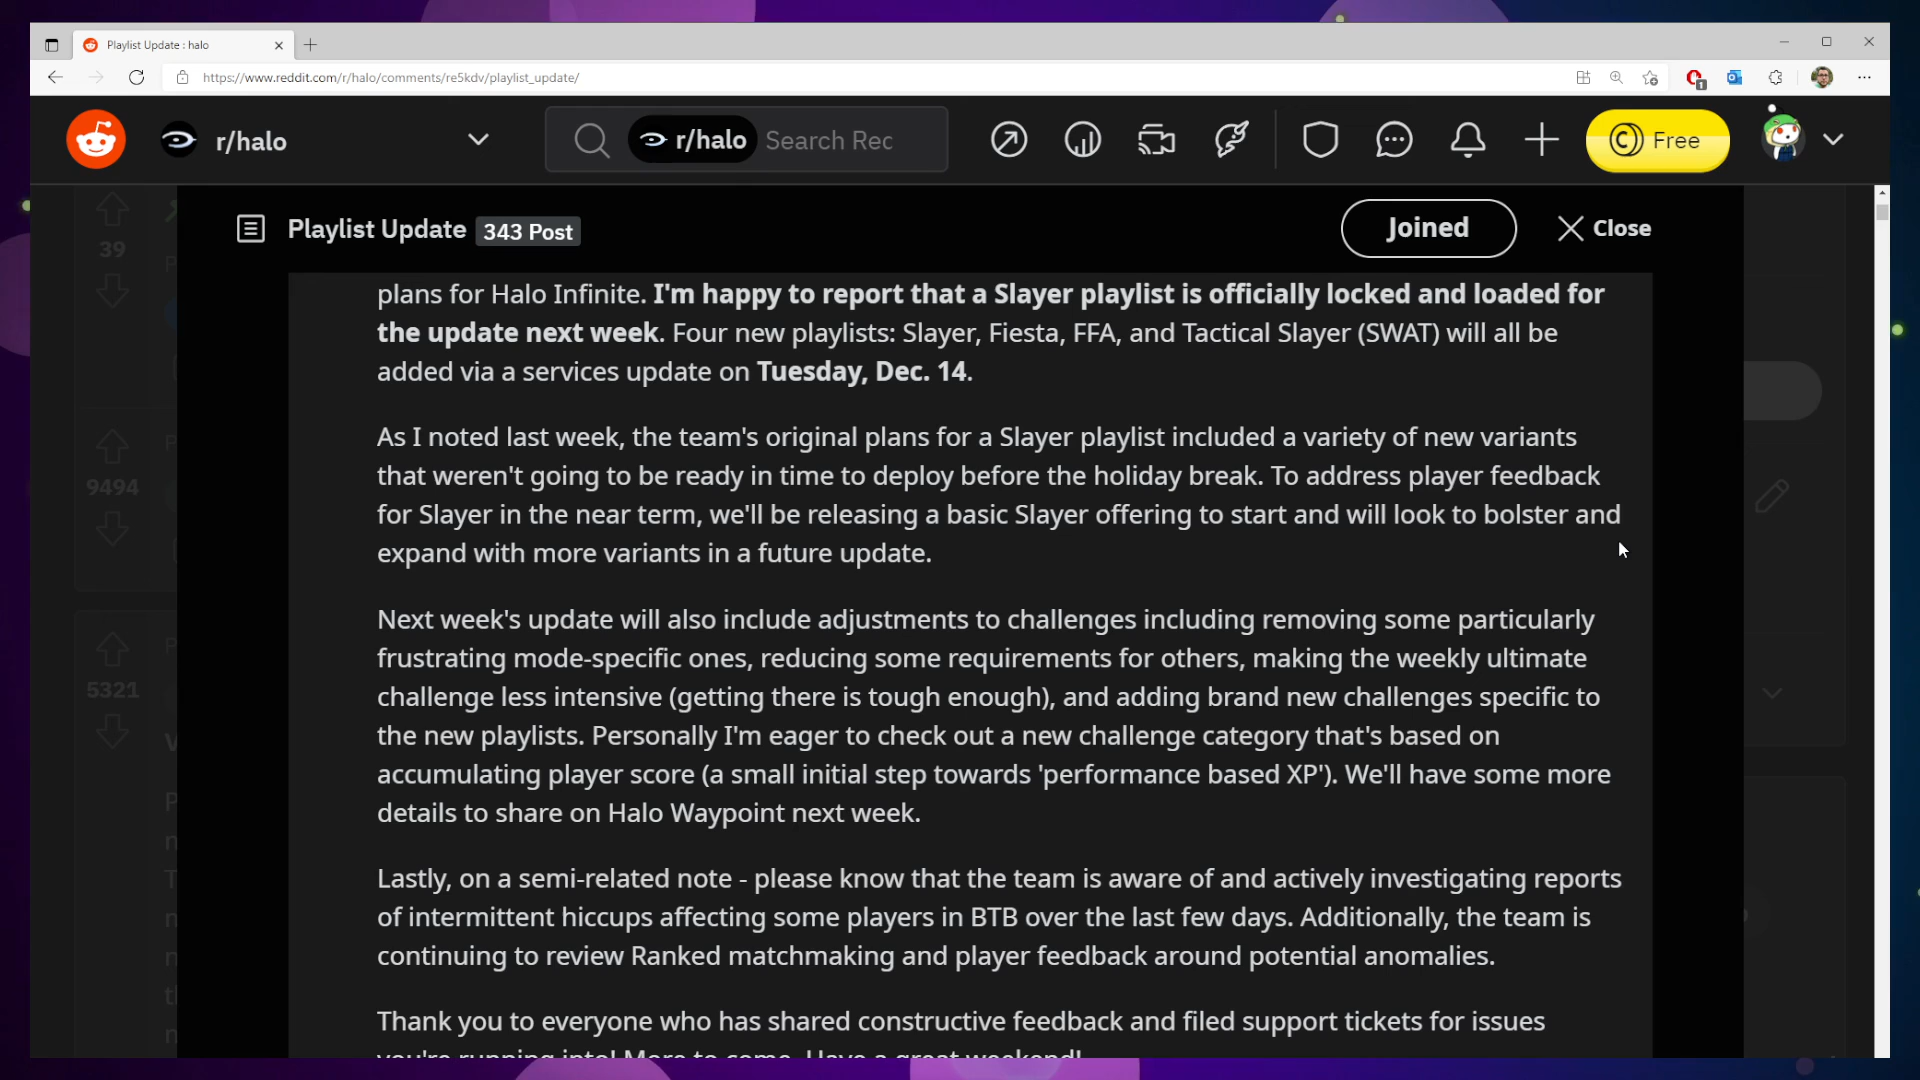 Playlist Update : halo
https://www.reddit.com/r/halo/comments/re5kdv/playlist_update/
1
r/halo
r/halo Search Rec
Free
39
9494
5321
Playlist Update 343 Post
Joined
Close
plans for Halo Infinite. I'm happy to report that a Slayer playlist is officially locked and loaded for
the update next week. Four new playlists: Slayer, Fiesta, FFA, and Tactical Slayer (SWAT) will all be
added via a services update on Tuesday, Dec. 14.
As I noted last week, the team's original plans for a Slayer playlist included a variety of new variants
that weren't going to be ready in time to deploy before the holiday break. To address player feedback
for Slayer in the near term, we'll be releasing a basic Slayer offering to start and will look to bolster and
expand with more variants in a future update.
Next week's update will also include adjustments to challenges including removing some particularly
frustrating mode-specific ones, reducing some requirements for others, making the weekly ultimate
challenge less intensive (getting there is tough enough), and adding brand new challenges specific to
the new playlists. Personally I'm eager to check out a new challenge category that's based on
accumulating player score (a small initial step towards 'performance based XP'). We'll have some more
details to share on Halo Waypoint next week.
Lastly, on a semi-related note - please know that the team is aware of and actively investigating reports
of intermittent hiccups affecting some players in BTB over the last few days. Additionally, the team is
continuing to review Ranked matchmaking and player feedback around potential anomalies.
Thank you to everyone who has shared constructive feedback and filed support tickets for issues
you're running into! More to come. Have a great weekend!